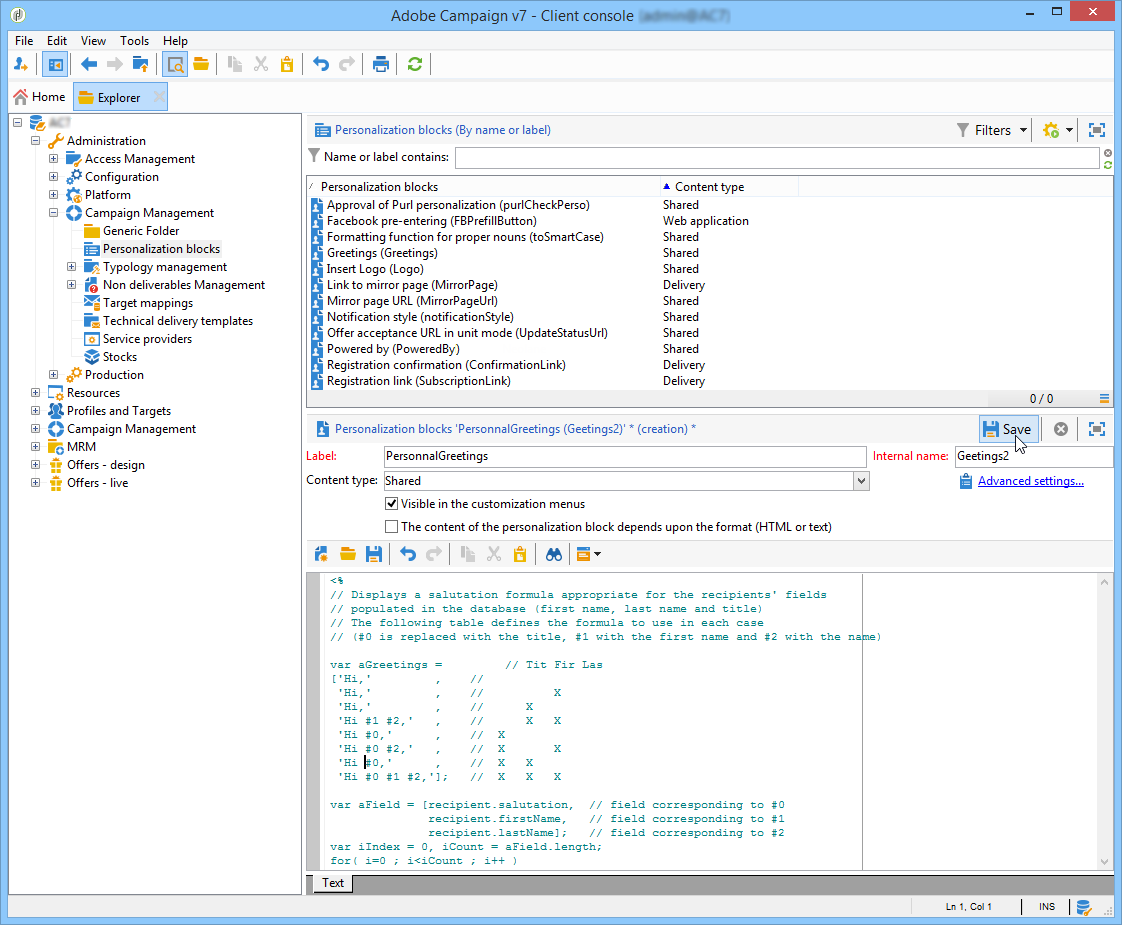 Adobe Campaign v7 - Client console
File Edit View Tools Help
Home Explorer
Administration
Access Management
Configuration
Platform
Campaign Management
Generic Folder
Personalization blocks
Typology management
Non deliverables Management
Target mappings
Technical delivery templates
Service providers
Stocks
Production
Resources
Profiles and Targets
Campaign Management
MRM
Offers - design
Offers - live
Personalization blocks (By name or label) Filters
Name or label contains:
Personalization blocks Content type
Approval of Purl personalization (purlCheckPerso) Shared
Facebook pre-entering (FBPrefillButton) Web application
Formatting function for proper nouns (toSmartCase) Shared
Greetings (Greetings) Shared
Insert Logo (Logo) Shared
Link to mirror page (MirrorPage) Delivery
Mirror page URL (MirrorPageUrl) Shared
Notification style (notificationStyle) Shared
Offer acceptance URL in unit mode (UpdateStatusUrl) Shared
Powered by (PoweredBy) Shared
Registration confirmation (ConfirmationLink) Delivery
Registration link (SubscriptionLink) Delivery
0 / 0
Personalization blocks 'PersonnalGreetings (Geetings2)' * (creation) * Save
Label: PersonnalGreetings Internal name: Geetings2
Content type: Shared Advanced settings...
Visible in the customization menus
The content of the personalization block depends upon the format (HTML or text)
<%
// Displays a salutation formula appropriate for the recipients' fields
// populated in the database (first name, last name and title)
// The following table defines the formula to use in each case
// (#0 is replaced with the title, #1 with the first name and #2 with the name)
var aGreetings = // Tit Fir Las
['Hi,' , //
'Hi,' , // X
'Hi,' , // X
'Hi #1 #2,' , // X X
'Hi #0,' , // X
'Hi #0 #2,' , // X X
'Hi #0,' , // X X
'Hi #0 #1 #2,']; // X X X
var aField = [recipient.salutation, // field corresponding to #0
recipient.firstName, // field corresponding to #1
recipient.lastName]; // field corresponding to #2
var iIndex = 0, iCount = aField.length;
for( i=0 ; i<iCount ; i++ )
Text
Ln 1, Col 1 INS